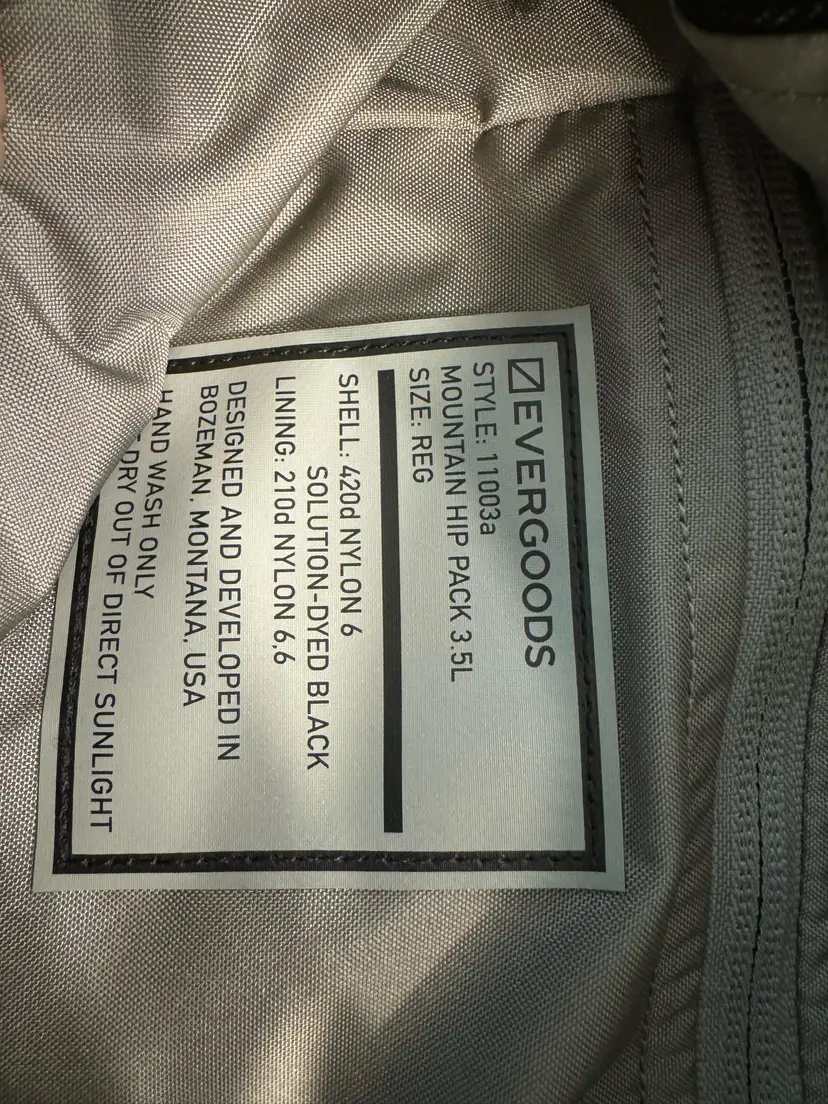 EVERGOODS
STYLE: 11003a
MOUNTAIN HIP PACK 3.5L
SIZE: REG
SHELL: 420d NYLON 6
SOLUTION-DYED BLACK
LINING: 210d NYLON 6,6
DESIGNED AND DEVELOPED IN
BOZEMAN, MONTANA, USA
HAND WASH ONLY
DRY OUT OF DIRECT SUNLIGHT